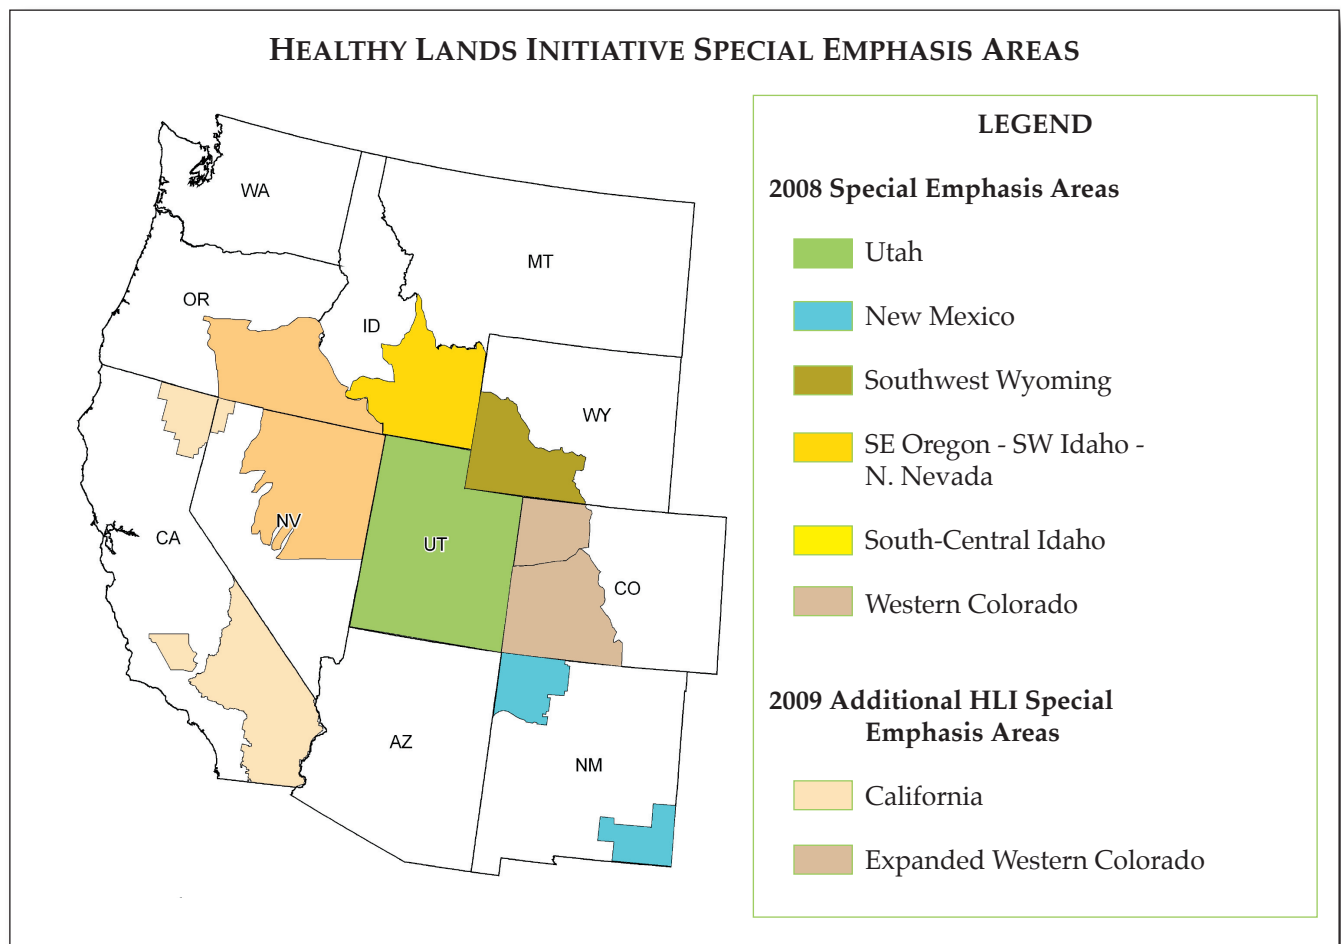 HEALTHY LANDS INITIATIVE SPECIAL EMPHASIS AREAS
WA
MT
OR
ID
WY
NV
CA
UT
CO
AZ
NM
LEGEND
2008 Special Emphasis Areas
Utah
New Mexico
Southwest Wyoming
SE Oregon - SW Idaho -
N. Nevada
South-Central Idaho
Western Colorado
2009 Additional HLI Special
Emphasis Areas
California
Expanded Western Colorado